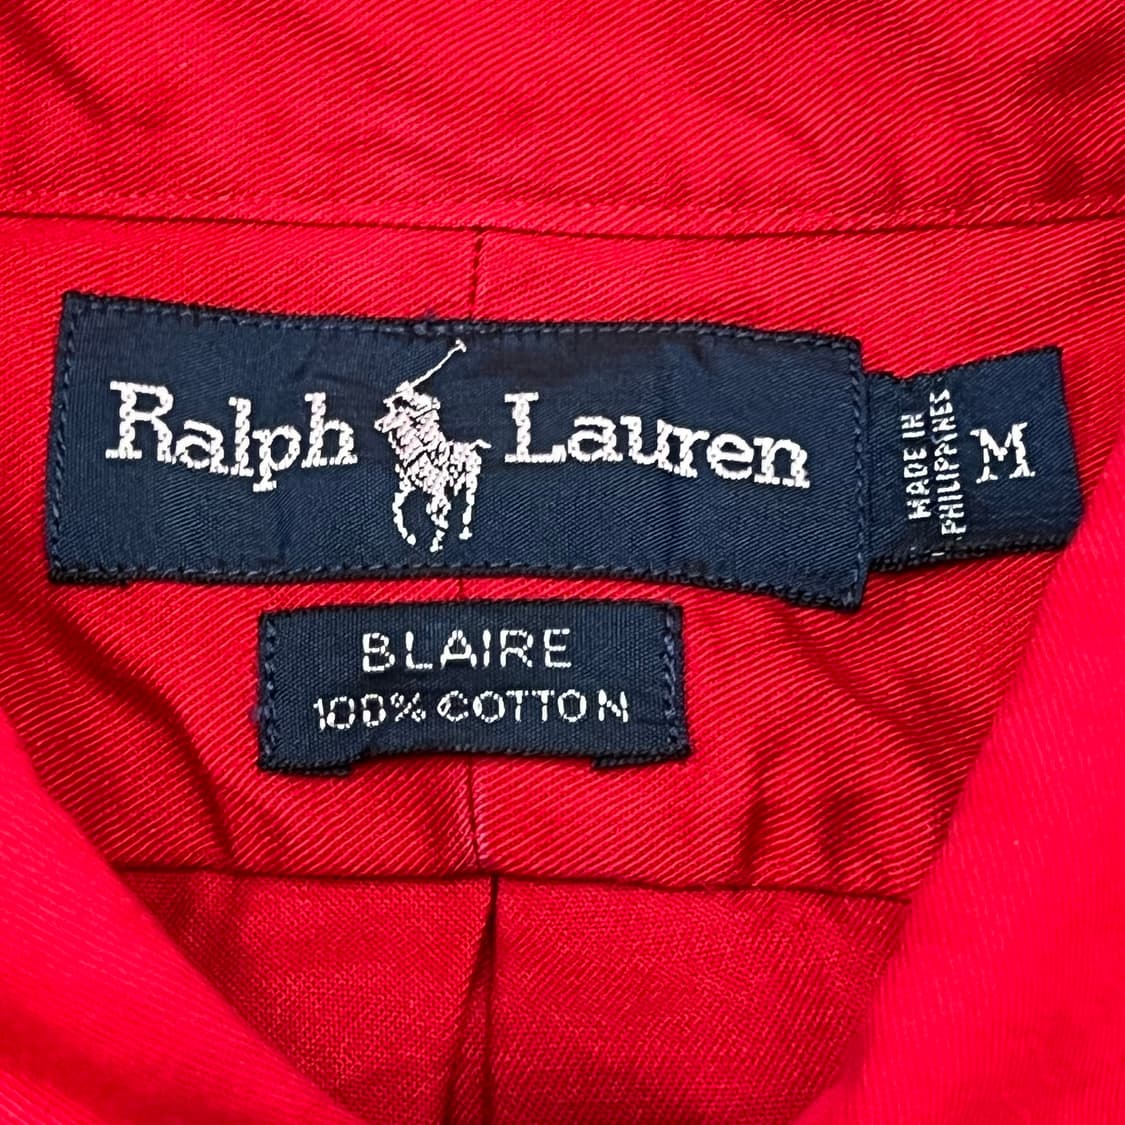 Ralph Lauren
MADE IN
PHILIPPINES
M
BLAIRE
100% COTTON